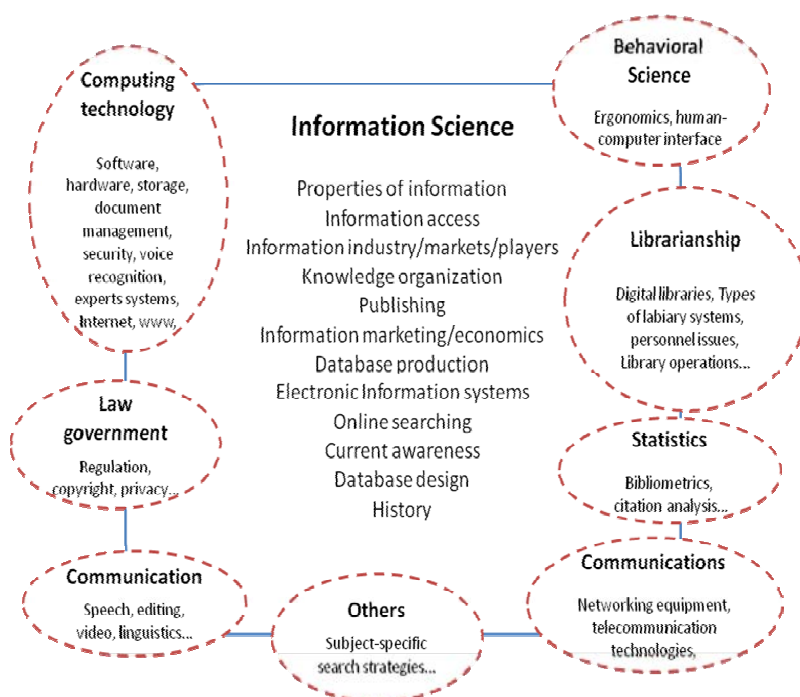 Computing
technology
Software,
hardware, storage,
document
management,
security, voice
recognition,
experts systems,
Internet, www,
Behavioral
Science
Ergonomics, human-
computer interface
Information Science
Properties of information
Information access
Information industry/markets/players
Knowledge organization
Publishing
Information marketing/economics
Database production
Electronic Information systems
Online searching
Current awareness
Database design
History
Librarianship
Digital libraries, Types
of labiary systems,
personnel issues,
Library operations...
Law
government
Regulation,
copyright, privacy...
Statistics
Bibliometrics,
citation analysis...
Communication
Speech, editing,
video, linguistics...
Others
Subject-specific
search strategies...
Communications
Networking equipment,
telecommunication
technologies,